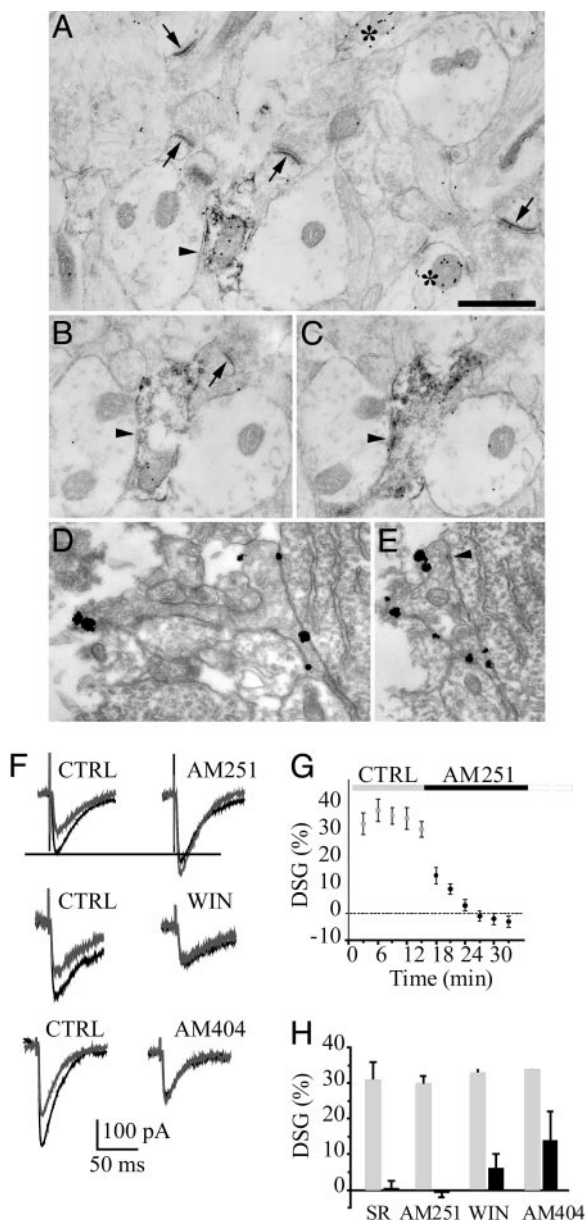 A
*
*
B
C
D
E
F
CTRL
AM251
CTRL
WIN
CTRL
AM404
100 pA
50 ms
G
CTRL
AM251
DSG (%)
40
30
20
10
0
-10
0
6
12
18
24
30
Time (min)
H
DSG (%)
40
30
20
10
0
SR
AM251
WIN
AM404